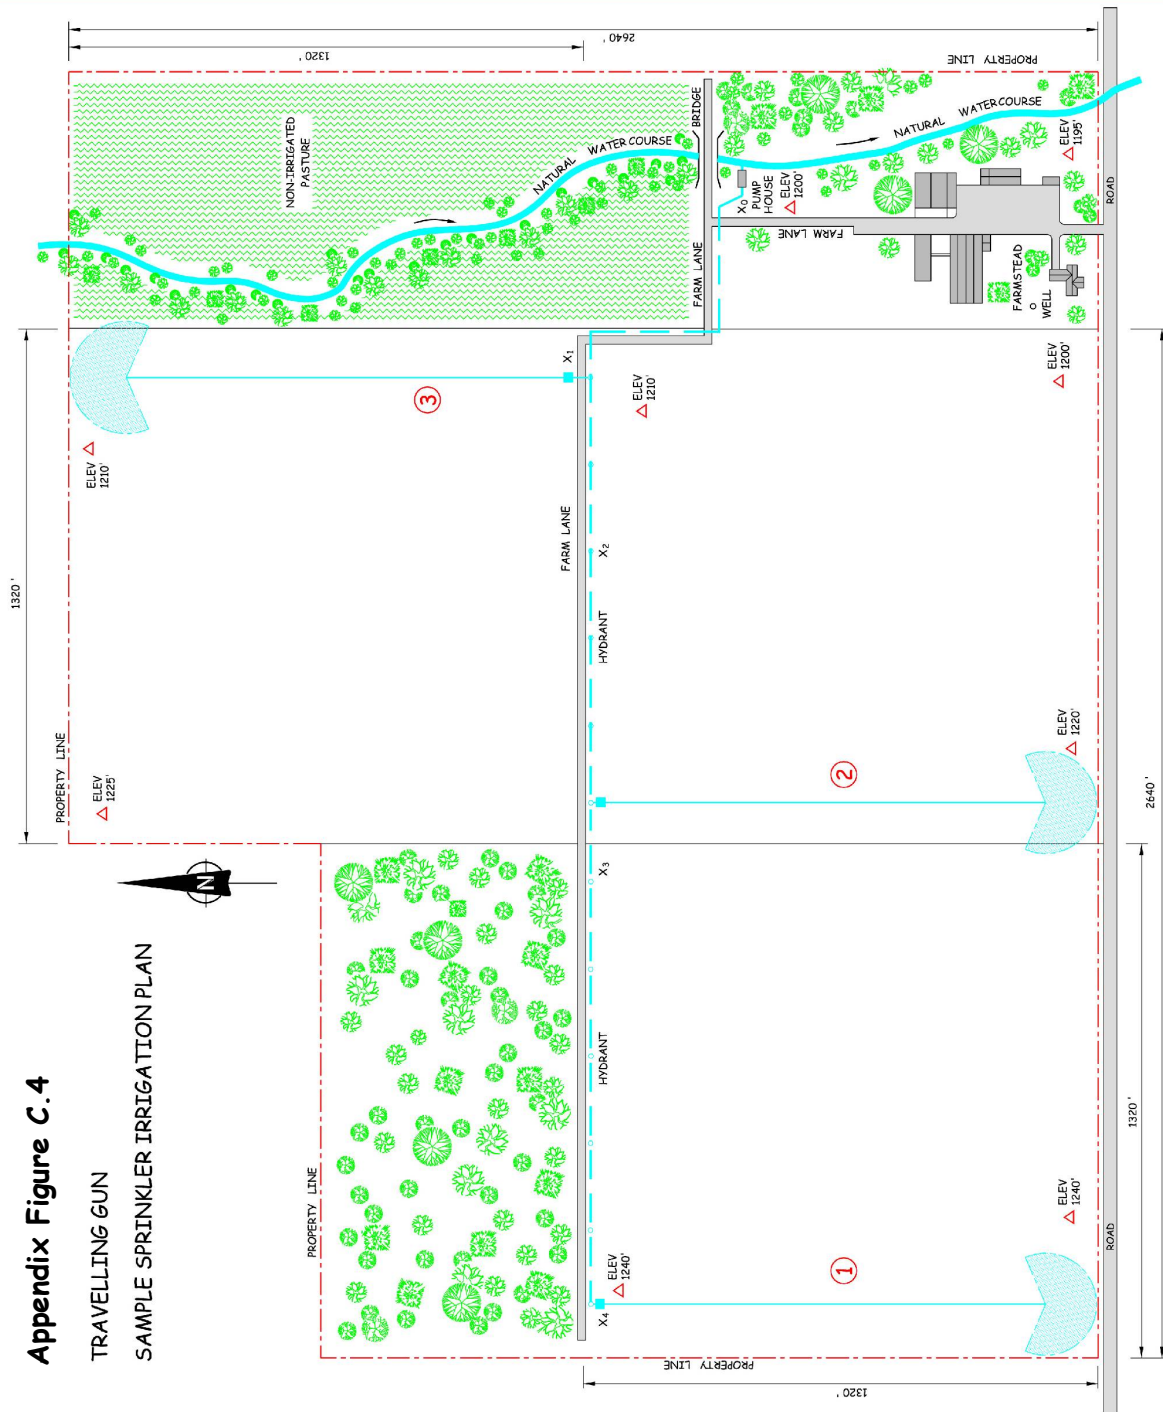 Appendix Figure C.4
TRAVELLING GUN
SAMPLE SPRINKLER IRRIGATION PLAN
N
1320 '
PROPERTY LINE
ELEV
1225'
ELEV
1210'
3
X1
FARM LANE
1320 '
2640 '
NON-IRRIGATED
PASTURE
NATURAL WATERCOURSE
BRIDGE
PROPERTY LINE
NATURAL WATERCOURSE
ELEV
1195'
ROAD
X0
PUMP
HOUSE
ELEV
1200'
FARM LANE
FARM LANE
FARMSTEAD
WELL
ELEV
1210'
ELEV
1200'
X2
HYDRANT
2
ELEV
1220'
2640 '
X3
HYDRANT
PROPERTY LINE
1320 '
ELEV
1240'
ELEV
1240'
1
X4
ROAD
PROPERTY LINE
1320 '